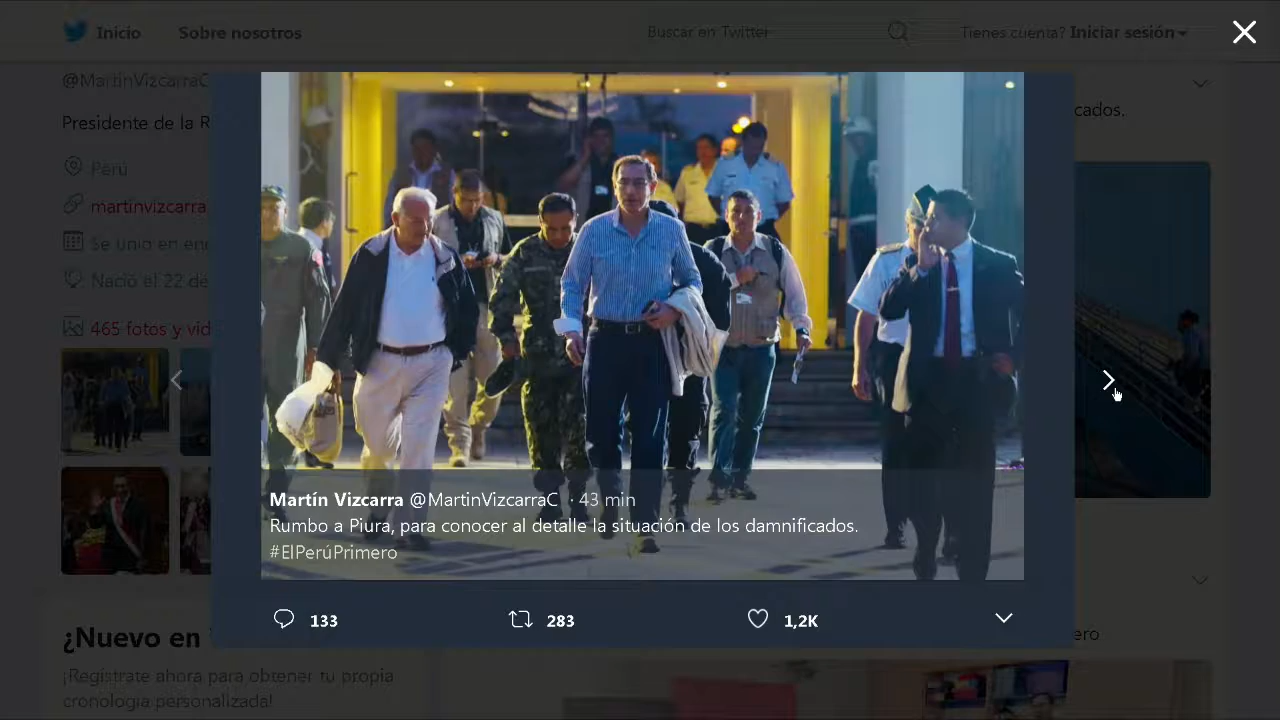 Inicio
Sobre nosotros
Buscar en Twitter
Tienes cuenta? Iniciar sesión
@MartinVizcarraC
cados.
Presidente de la R
Perú
martinvizcarra
Se unió en ene
Nació el 22 de
465 fotos y vid
Martín Vizcarra @MartinVizcarraC · 43 min
Rumbo a Piura, para conocer al detalle la situación de los damnificados.
#ElPerúPrimero
133
283
1,2K
ero
¿Nuevo en
¡Regístrate ahora para obtener tu propia
cronología personalizada!